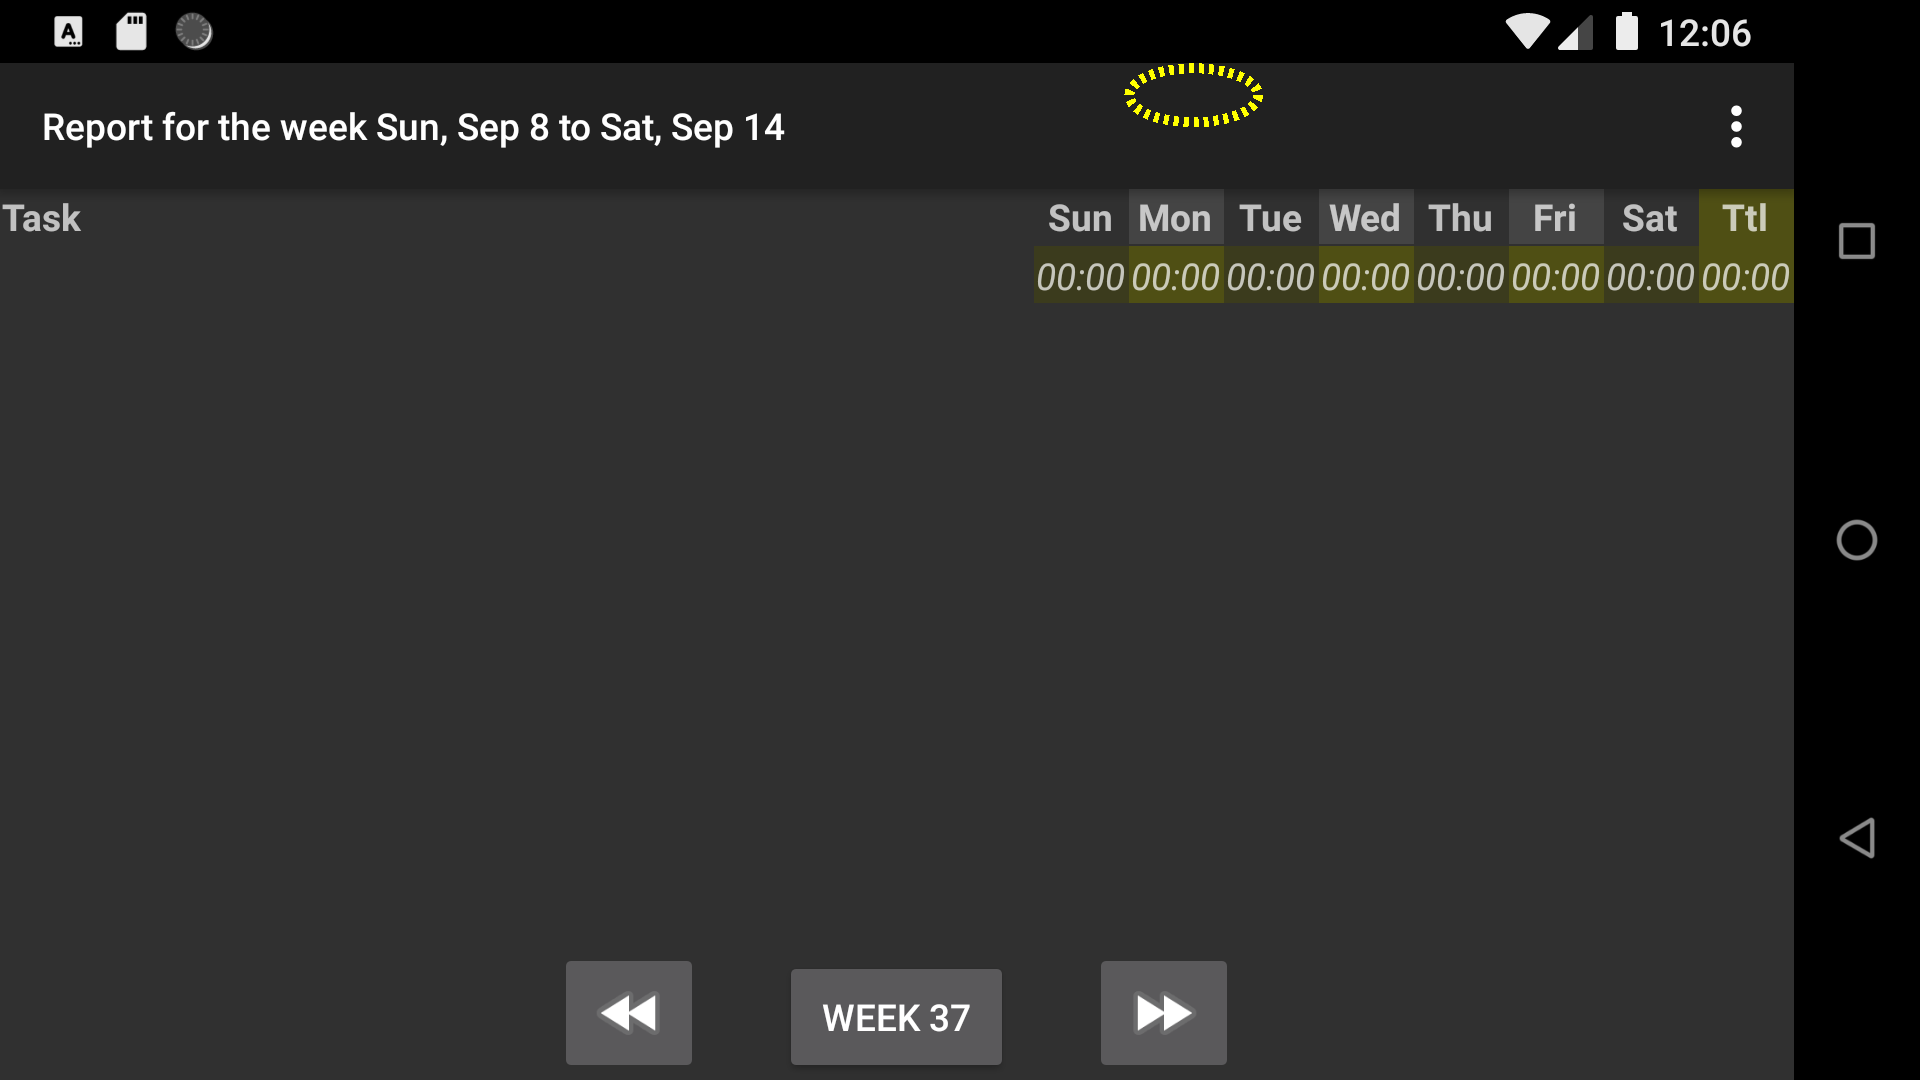 12:06
Report for the week Sun, Sep 8 to Sat, Sep 14
Task Sun Mon Tue Wed Thu Fri Sat Ttl
00:00 00:00 00:00 00:00 00:00 00:00 00:00 00:00
WEEK 37